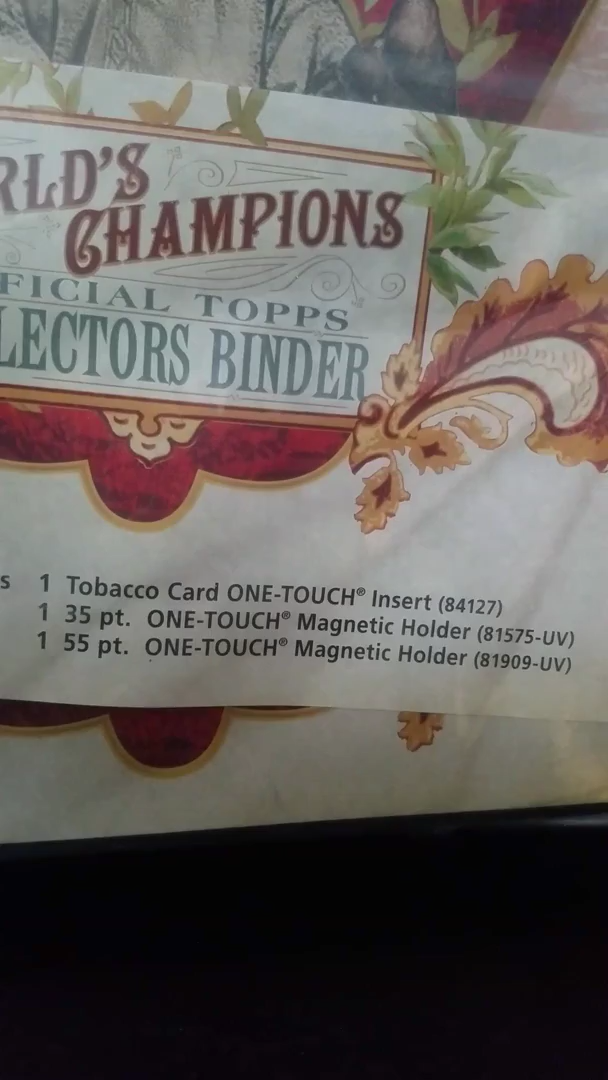 RLD'S
CHAMPIONS
FICIAL TOPPS
LECTORS BINDER
s 1 Tobacco Card ONE-TOUCH® Insert (84127)
1 35 pt. ONE-TOUCH® Magnetic Holder (81575-UV)
1 55 pt. ONE-TOUCH® Magnetic Holder (81909-UV)